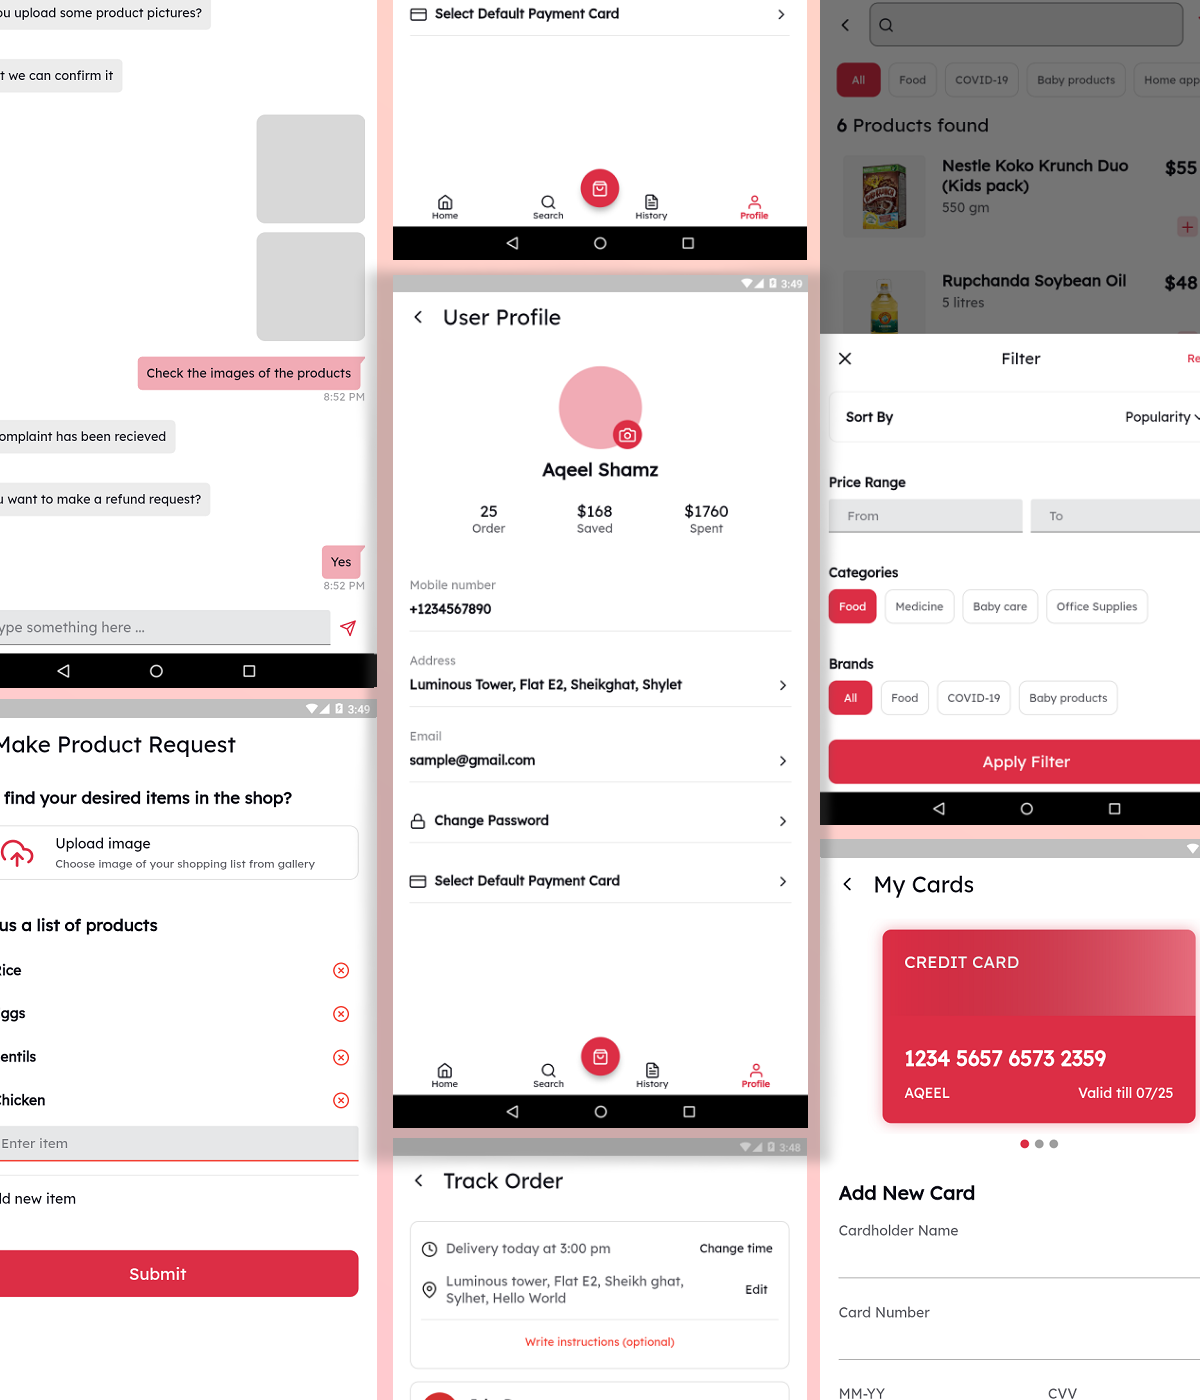 u upload some product pictures?
t we can confirm it
Check the images of the products
8:52 PM
omplaint has been recieved
u want to make a refund request?
Yes
8:52 PM
ype something here ...
3:49
Make Product Request
find your desired items in the shop?
Upload image
Choose image of your shopping list from gallery
us a list of products
Rice
ggs
entils
Chicken
Enter item
d new item
Submit
Select Default Payment Card
Home
Search
History
Profile
3:49
User Profile
Aqeel Shamz
25
Order
$168
Saved
$1760
Spent
Mobile number
+1234567890
Address
Luminous Tower, Flat E2, Sheikghat, Shylet
Email
sample@gmail.com
Change Password
Select Default Payment Card
Home
Search
History
Profile
3:48
Track Order
Delivery today at 3:00 pm
Change time
Luminous tower, Flat E2, Sheikh ghat,
Sylhet, Hello World
Edit
Write instructions (optional)
All
Food
COVID-19
Baby products
Home app
6 Products found
Nestle Koko Krunch Duo
(Kids pack)
550 gm
$55
Rupchanda Soybean Oil
5 litres
$48
Filter
Re
Sort By
Popularity
Price Range
From
To
Categories
Food
Medicine
Baby care
Office Supplies
Brands
All
Food
COVID-19
Baby products
Apply Filter
My Cards
CREDIT CARD
1234 5657 6573 2359
AQEEL
Valid till 07/25
Add New Card
Cardholder Name
Card Number
MM-YY
CVV